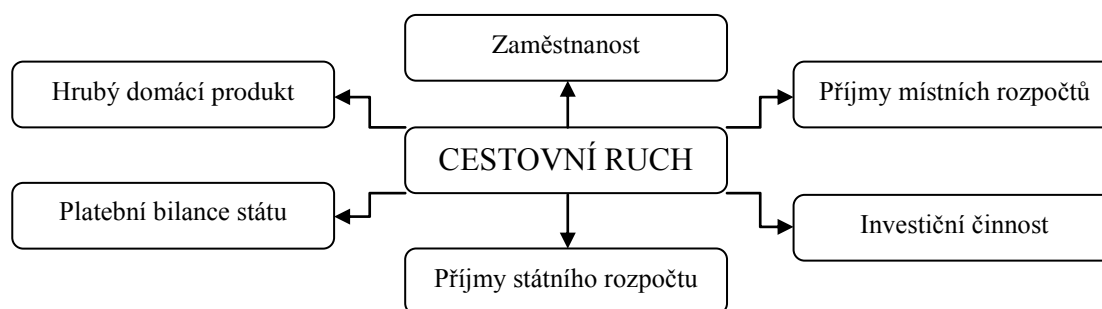 Zaměstnanost
Hrubý domácí produkt
Příjmy místních rozpočtů
CESTOVNÍ RUCH
Platební bilance státu
Investiční činnost
Příjmy státního rozpočtu